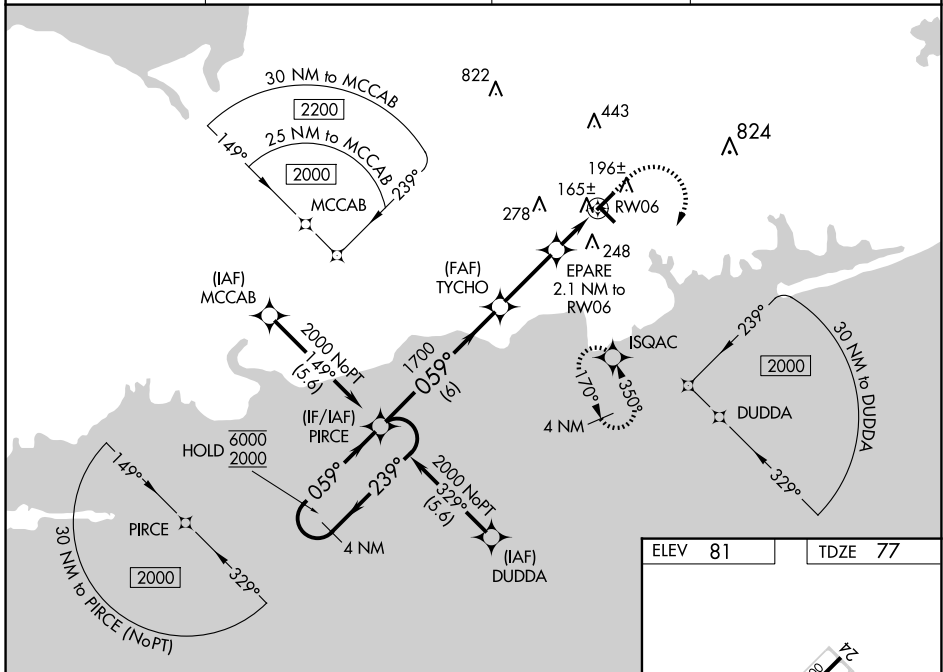 822
30 NM to MCCAB
2200
25 NM to MCCAB
2000
149°
239°
MCCAB
443
824
196±
165±
278
RW06
248
(FAF)
TYCHO
EPARE
2.1 NM to
RW06
(IAF)
MCCAB
2000 NoPT
149°
(5.6)
1700
059°
(6)
ISQAC
170°
350°
4 NM
239°
2000
30 NM to DUDDA
DUDDA
329°
(IF/IAF)
PIRCE
HOLD
6000
2000
059°
239°
4 NM
2000 NoPT
329°
(5.6)
(IAF)
DUDDA
149°
PIRCE
2000
329°
30 NM to PIRCE (NoPT)
ELEV 81
TDZE 77
24